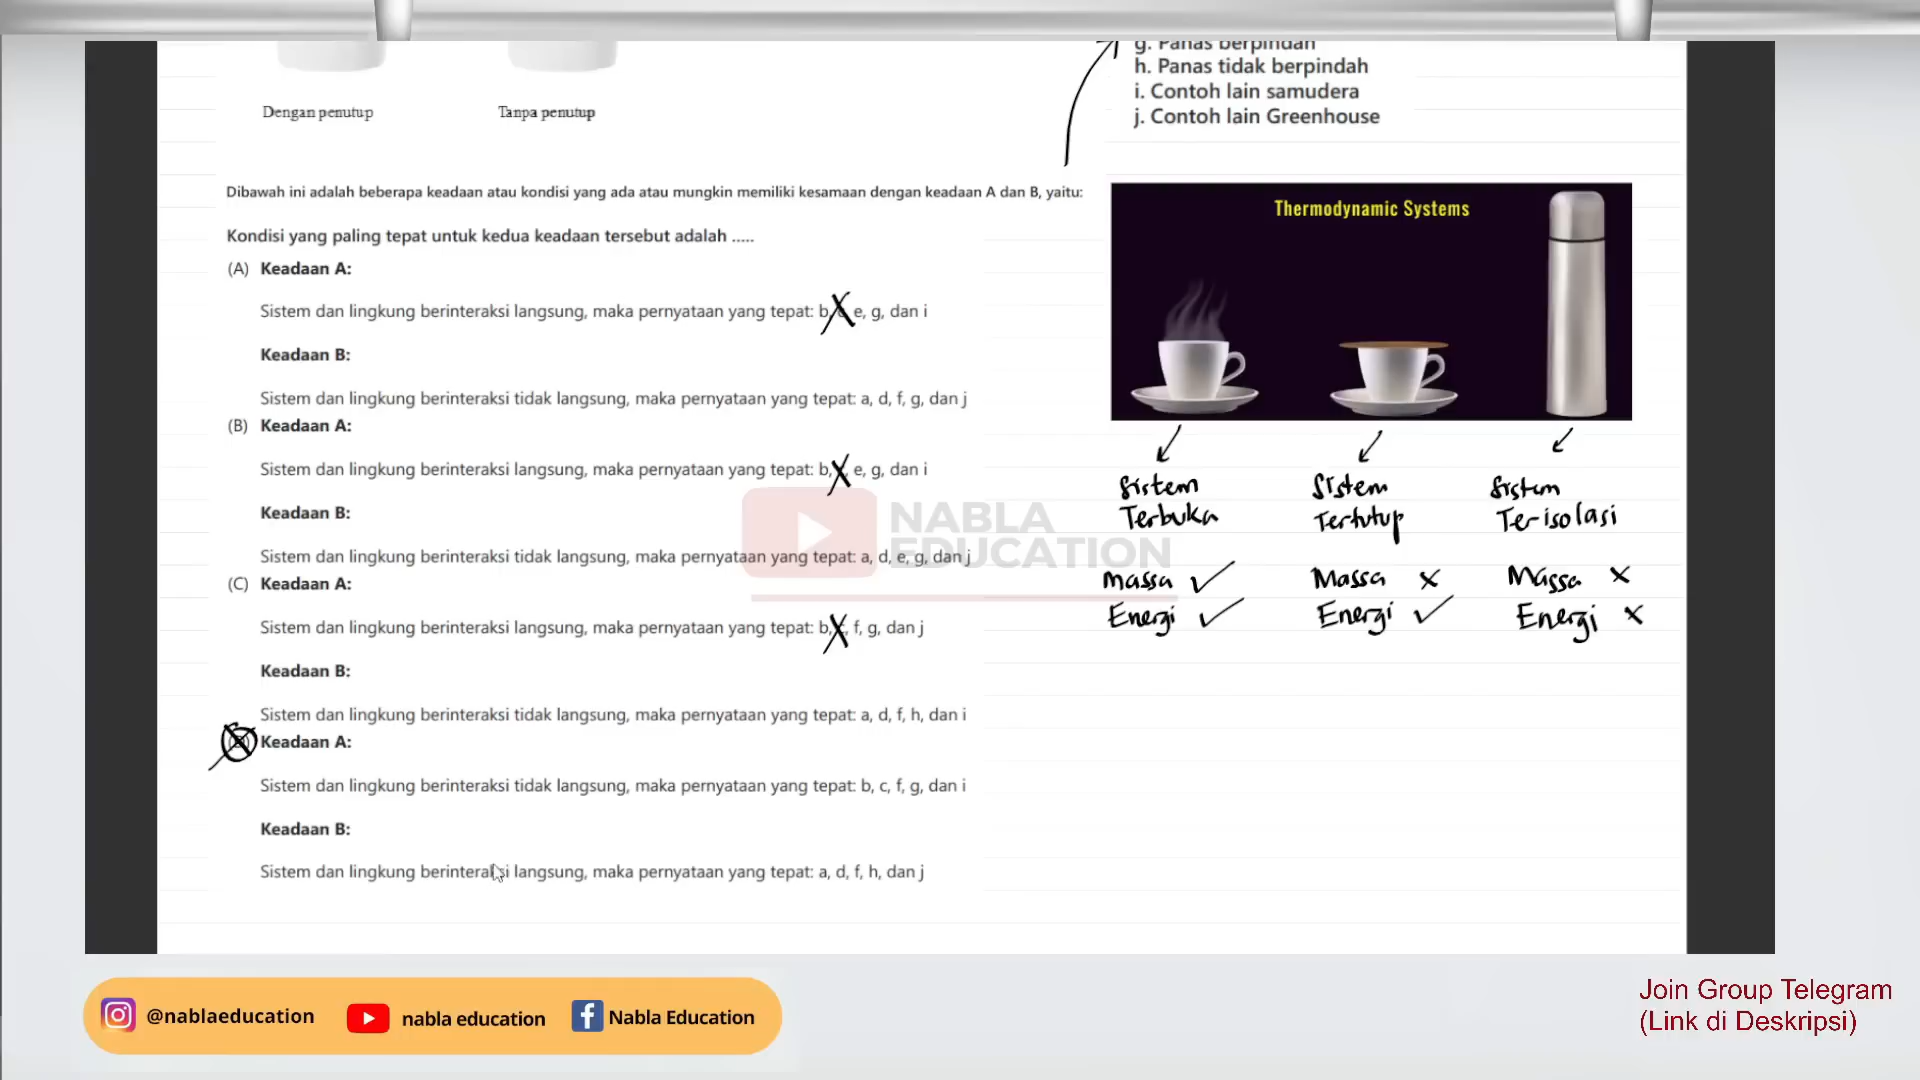 g. Panas berpindah
h. Panas tidak berpindah
i. Contoh lain samudera
j. Contoh lain Greenhouse
Dengan penutup
Tanpa penutup
Dibawah ini adalah beberapa keadaan atau kondisi yang ada atau mungkin memiliki kesamaan dengan keadaan A dan B, yaitu:
Kondisi yang paling tepat untuk kedua keadaan tersebut adalah .....
(A) Keadaan A:
Sistem dan lingkung berinteraksi langsung, maka pernyataan yang tepat: b, e, g, dan i
Keadaan B:
Sistem dan lingkung berinteraksi tidak langsung, maka pernyataan yang tepat: a, d, f, g, dan j
(B) Keadaan A:
Sistem dan lingkung berinteraksi langsung, maka pernyataan yang tepat: b, e, g, dan i
Keadaan B:
Sistem dan lingkung berinteraksi tidak langsung, maka pernyataan yang tepat: a, d, e, g, dan j
(C) Keadaan A:
Sistem dan lingkung berinteraksi langsung, maka pernyataan yang tepat: b, f, g, dan j
Keadaan B:
Sistem dan lingkung berinteraksi tidak langsung, maka pernyataan yang tepat: a, d, f, h, dan i
Keadaan A:
Sistem dan lingkung berinteraksi tidak langsung, maka pernyataan yang tepat: b, c, f, g, dan i
Keadaan B:
Sistem dan lingkung berinteraksi langsung, maka pernyataan yang tepat: a, d, f, h, dan j
Thermodynamic Systems
Sistem Terbuka
Massa ✓
Energi ✓
Sistem Tertutup
Massa ×
Energi ✓
Sistem Terisolasi
Massa ×
Energi ×
NABLA
EDUCATION
@nablaeducation
nabla education
Nabla Education
Join Group Telegram
(Link di Deskripsi)